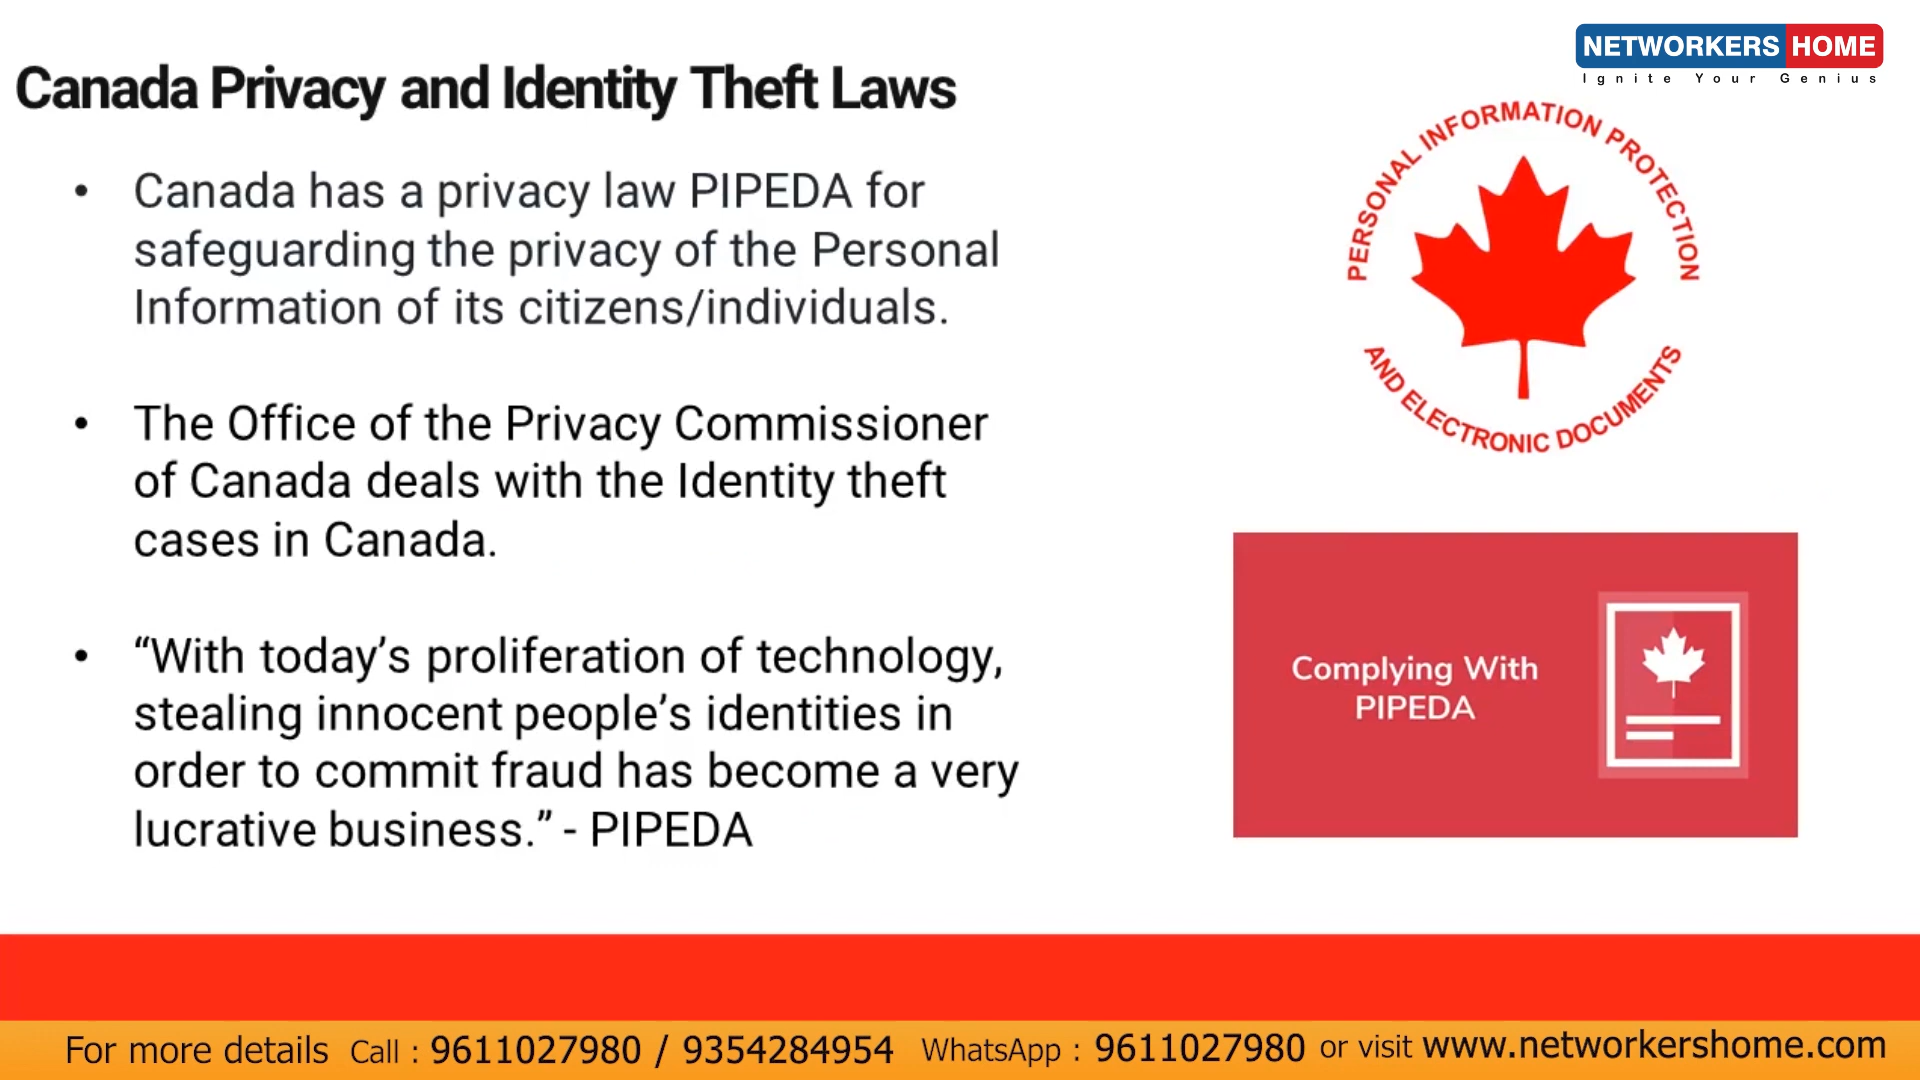 NETWORKERS HOME
Ignite Your Genius
Canada Privacy and Identity Theft Laws
• Canada has a privacy law PIPEDA for
safeguarding the privacy of the Personal
Information of its citizens/individuals.
• The Office of the Privacy Commissioner
of Canada deals with the Identity theft
cases in Canada.
• “With today’s proliferation of technology,
stealing innocent people’s identities in
order to commit fraud has become a very
lucrative business.” - PIPEDA
PERSONAL INFORMATION PROTECTION
AND ELECTRONIC DOCUMENTS
Complying With
PIPEDA
For more details Call : 9611027980 / 9354284954 WhatsApp : 9611027980 or visit www.networkershome.com